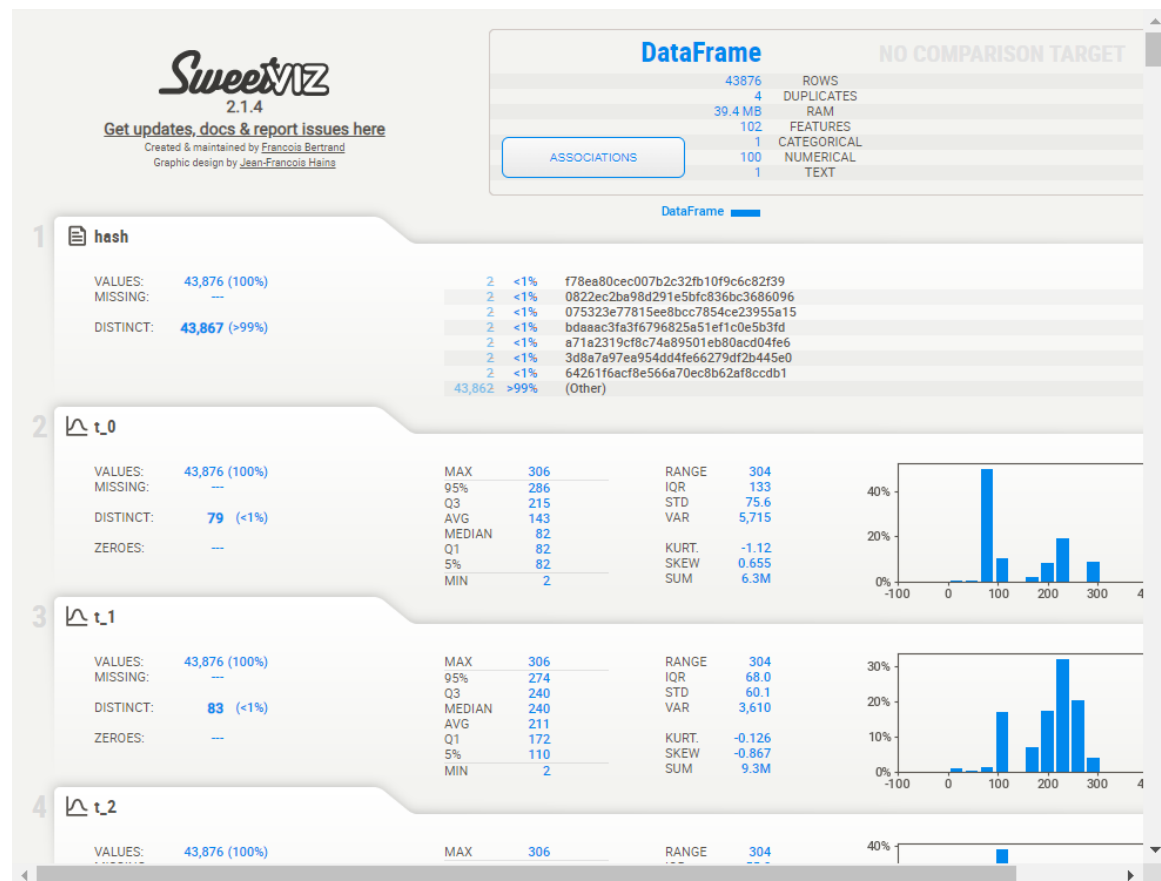 SweetVIZ
2.1.4
Get updates, docs & report issues here
Created & maintained by Francois Bertrand
Graphic design by Jean-Francois Hains
DataFrame
NO COMPARISON TARGET
43876 ROWS
4 DUPLICATES
39.4 MB RAM
102 FEATURES
1 CATEGORICAL
100 NUMERICAL
1 TEXT
ASSOCIATIONS
DataFrame
1 hash
VALUES: 43,876 (100%)
MISSING: ---
DISTINCT: 43,867 (>99%)
2 <1% f78ea80cec007b2c32fb10f9c6c82f39
2 <1% 0822ec2ba98d291e5bfc836bc3686096
2 <1% 075323e77815ee8bcc7854ce23955a15
2 <1% bdaaac3fa3f6796825a51ef1c0e5b3fd
2 <1% a71a2319cf8c74a89501eb80acd04fe6
2 <1% 3d8a7a97ea954dd4fe66279df2b445e0
2 <1% 64261f6acf8e566a70ec8b62af8ccdb1
43,862 >99% (Other)
2 t_0
VALUES: 43,876 (100%)
MISSING: ---
DISTINCT: 79 (<1%)
ZEROES: ---
MAX 306
95% 286
Q3 215
AVG 143
MEDIAN 82
Q1 82
5% 82
MIN 2
RANGE 304
IQR 133
STD 75.6
VAR 5,715
KURT. -1.12
SKEW 0.655
SUM 6.3M
40%
20%
0%
-100 0 100 200 300 4
3 t_1
VALUES: 43,876 (100%)
MISSING: ---
DISTINCT: 83 (<1%)
ZEROES: ---
MAX 306
95% 274
Q3 240
MEDIAN 240
AVG 211
Q1 172
5% 110
MIN 2
RANGE 304
IQR 68.0
STD 60.1
VAR 3,610
KURT. -0.126
SKEW -0.867
SUM 9.3M
30%
20%
10%
0%
-100 0 100 200 300 4
4 t_2
VALUES: 43,876 (100%)
MAX 306
RANGE 304
40%